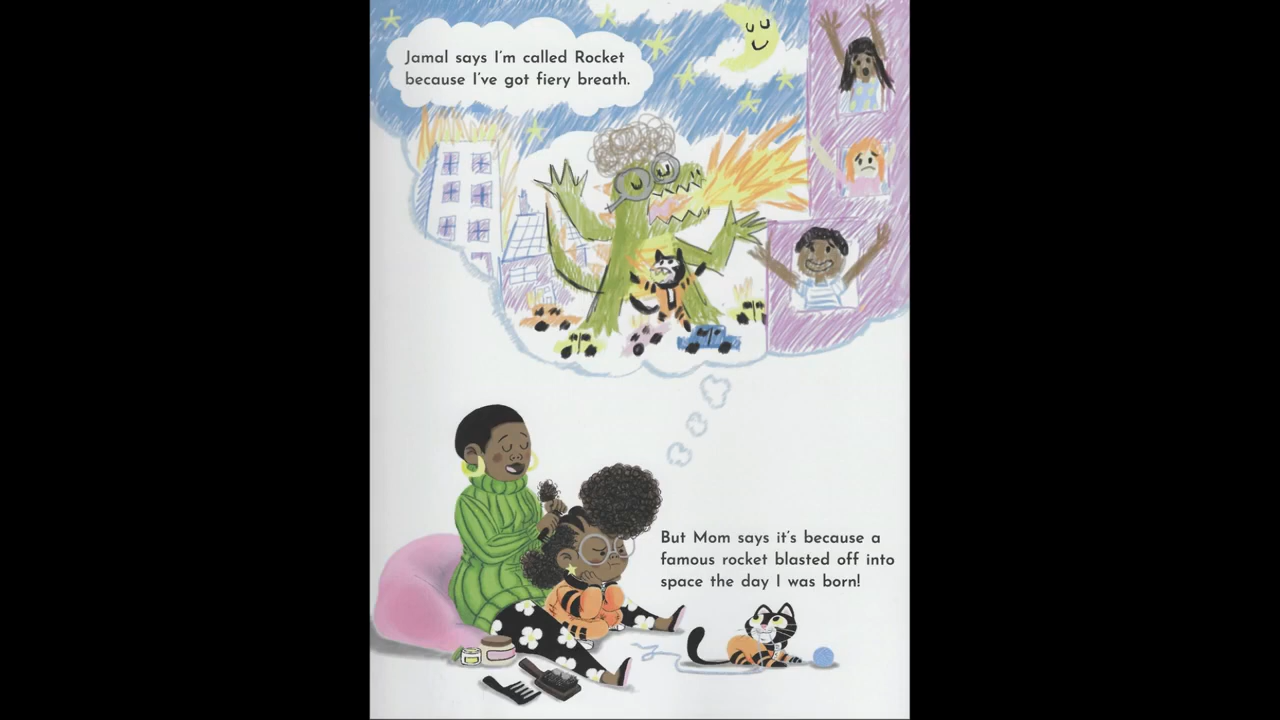 Jamal says I'm called Rocket
because I've got fiery breath.
But Mom says it's because a
famous rocket blasted off into
space the day I was born!